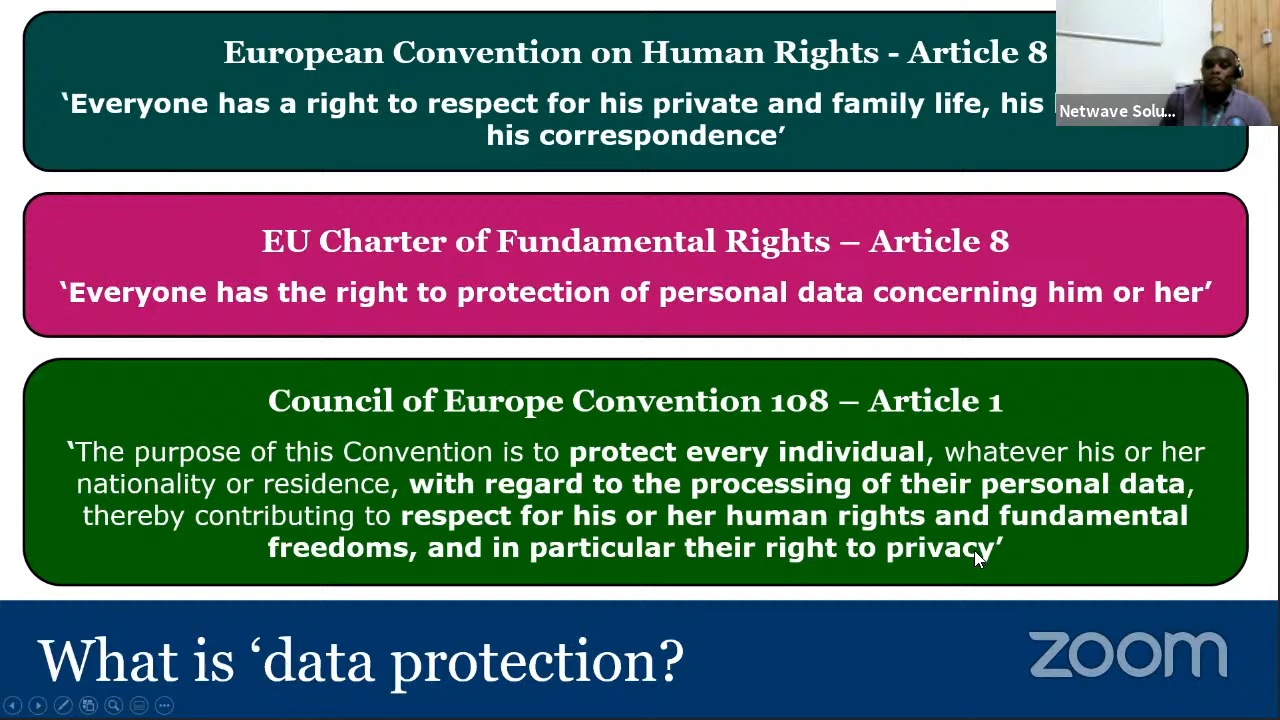 European Convention on Human Rights - Article 8
‘Everyone has a right to respect for his private and family life, his
his correspondence’
Netwave Solu...
EU Charter of Fundamental Rights – Article 8
‘Everyone has the right to protection of personal data concerning him or her’
Council of Europe Convention 108 – Article 1
‘The purpose of this Convention is to protect every individual, whatever his or her
nationality or residence, with regard to the processing of their personal data,
thereby contributing to respect for his or her human rights and fundamental
freedoms, and in particular their right to privacy’
What is ‘data protection?
zoom